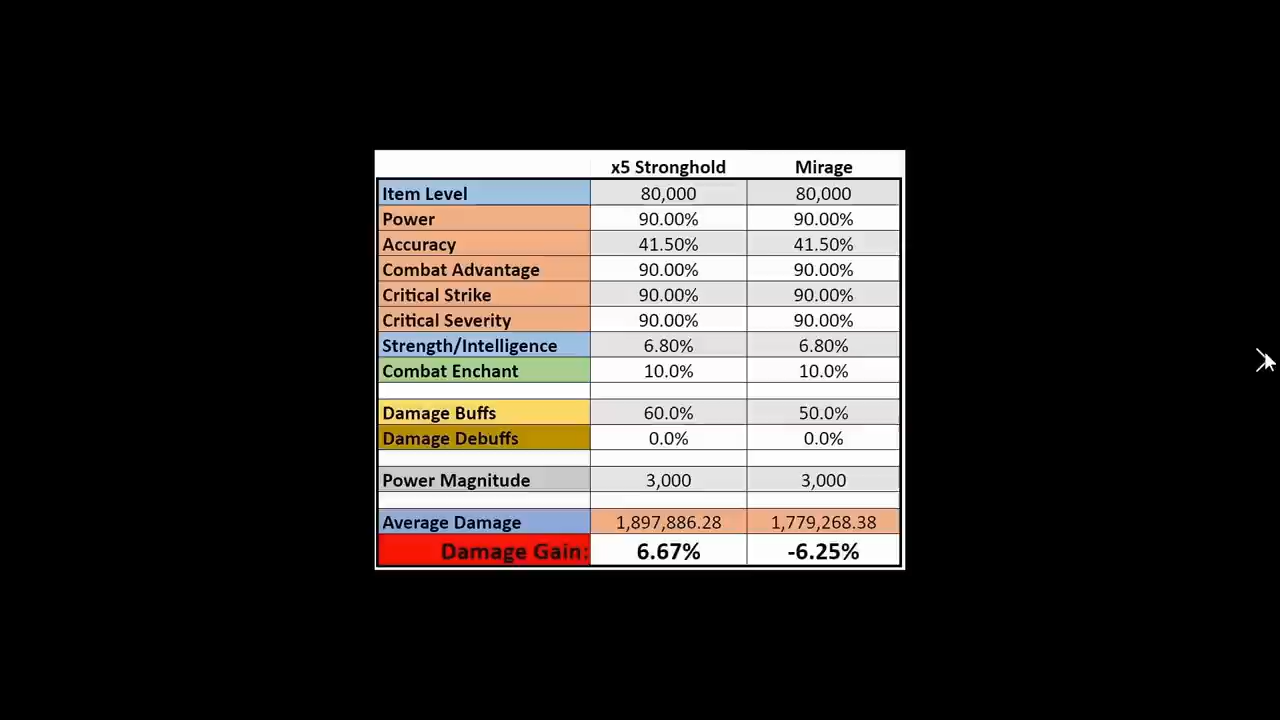 x5 Stronghold Mirage
Item Level 80,000 80,000
Power 90.00% 90.00%
Accuracy 41.50% 41.50%
Combat Advantage 90.00% 90.00%
Critical Strike 90.00% 90.00%
Critical Severity 90.00% 90.00%
Strength/Intelligence 6.80% 6.80%
Combat Enchant 10.0% 10.0%
Damage Buffs 60.0% 50.0%
Damage Debuffs 0.0% 0.0%
Power Magnitude 3,000 3,000
Average Damage 1,897,886.28 1,779,268.38
Damage Gain: 6.67% -6.25%